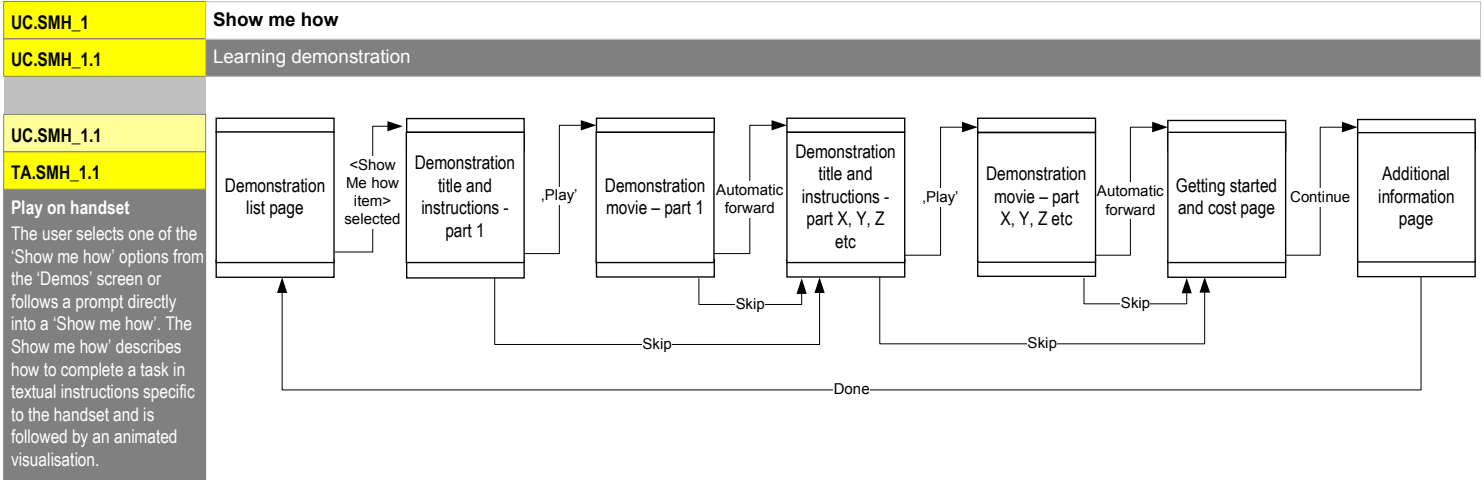 UC.SMH_1
Show me how
UC.SMH_1.1
Learning demonstration
UC.SMH_1.1
TA.SMH_1.1
Play on handset
The user selects one of the
‘Show me how’ options from
the ‘Demos’ screen or
follows a prompt directly
into a ‘Show me how’. The
Show me how’ describes
how to complete a task in
textual instructions specific
to the handset and is
followed by an animated
visualisation.
Demonstration
list page
<Show
Me how
item>
selected
Demonstration
title and
instructions -
part 1
‚Play’
Demonstration
movie – part 1
Automatic
forward
Demonstration
title and
instructions -
part X, Y, Z
etc
‚Play’
Demonstration
movie – part
X, Y, Z etc
Automatic
forward
Getting started
and cost page
Continue
Additional
information
page
Skip
Skip
Skip
Skip
Done